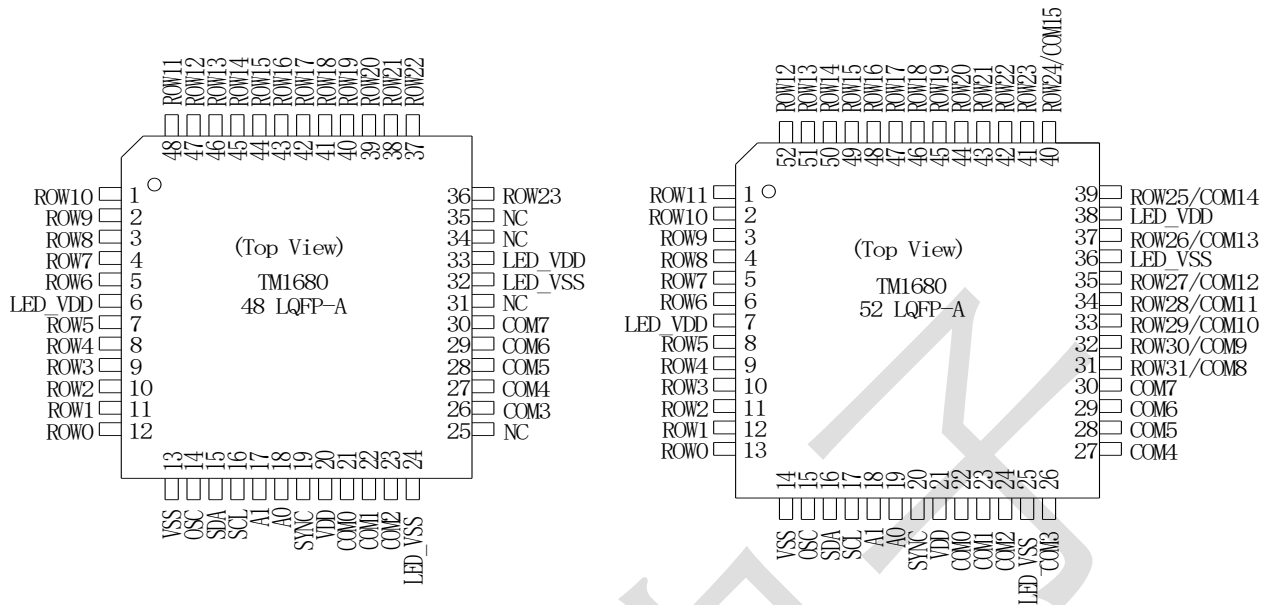 ROW11 ROW12 ROW13 ROW14 ROW15 ROW16 ROW17 ROW18 ROW19 ROW20 ROW21 ROW22
48 47 46 45 44 43 42 41 40 39 38 37
ROW10 1
ROW9 2
ROW8 3
ROW7 4
ROW6 5
LED_VDD 6
ROW5 7
ROW4 8
ROW3 9
ROW2 10
ROW1 11
ROW0 12
(Top View)
TM1680
48 LQFP-A
36 ROW23
35 NC
34 NC
33 LED_VDD
32 LED_VSS
31 NC
30 COM7
29 COM6
28 COM5
27 COM4
26 COM3
25 NC
13 14 15 16 17 18 19 20 21 22 23 24
VSS OSC SDA SCL A1 A0 SYNC VDD COM0 COM1 COM2 LED_VSS
ROW12 ROW13 ROW14 ROW15 ROW16 ROW17 ROW18 ROW19 ROW20 ROW21 ROW22 ROW23 ROW24/COM15
52 51 50 49 48 47 46 45 44 43 42 41 40
ROW11 1
ROW10 2
ROW9 3
ROW8 4
ROW7 5
ROW6 6
LED_VDD 7
ROW5 8
ROW4 9
ROW3 10
ROW2 11
ROW1 12
ROW0 13
(Top View)
TM1680
52 LQFP-A
39 ROW25/COM14
38 LED_VDD
37 ROW26/COM13
36 LED_VSS
35 ROW27/COM12
34 ROW28/COM11
33 ROW29/COM10
32 ROW30/COM9
31 ROW31/COM8
30 COM7
29 COM6
28 COM5
27 COM4
14 15 16 17 18 19 20 21 22 23 24 25 26
VSS OSC SDA SCL A1 A0 SYNC VDD COM0 COM1 COM2 LED_VSS COM3